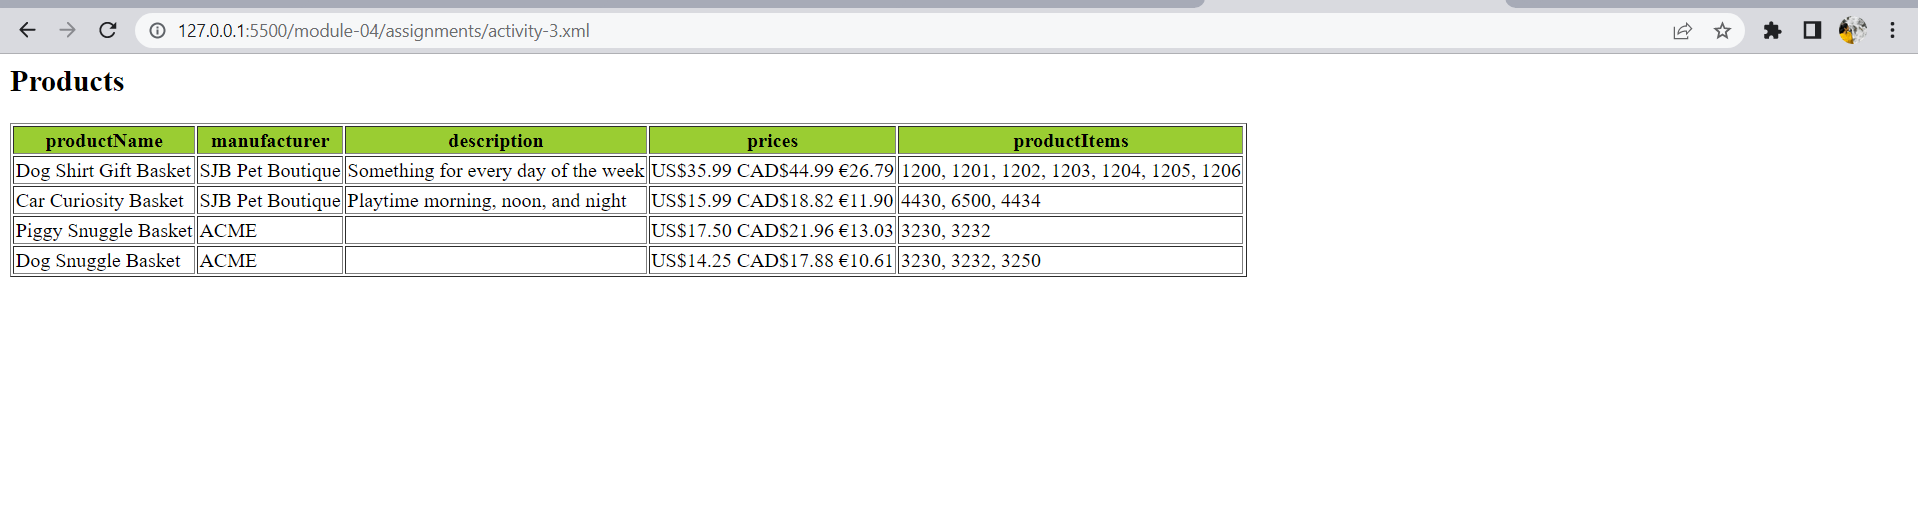 127.0.0.1:5500/module-04/assignments/activity-3.xml
Products
productName manufacturer description prices productItems
Dog Shirt Gift Basket SJB Pet Boutique Something for every day of the week US$35.99 CAD$44.99 €26.79 1200, 1201, 1202, 1203, 1204, 1205, 1206
Car Curiosity Basket SJB Pet Boutique Playtime morning, noon, and night US$15.99 CAD$18.82 €11.90 4430, 6500, 4434
Piggy Snuggle Basket ACME US$17.50 CAD$21.96 €13.03 3230, 3232
Dog Snuggle Basket ACME US$14.25 CAD$17.88 €10.61 3230, 3232, 3250